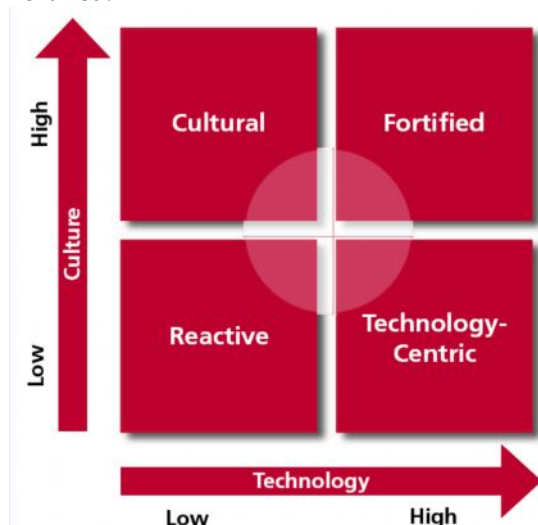 High
Culture
Low
Cultural
Fortified
Reactive
Technology-
Centric
Technology
Low
High